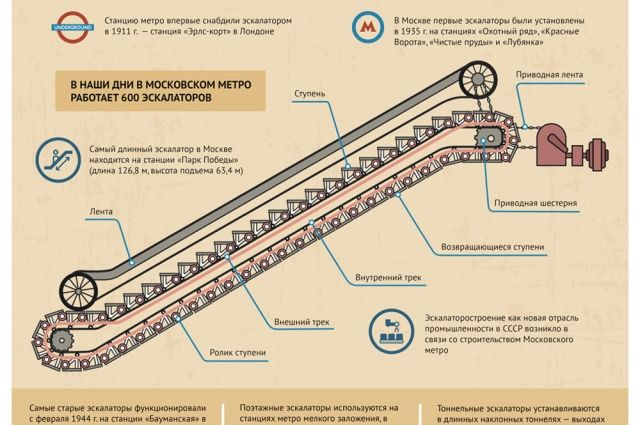 UNDERGROUND
Станцию метро впервые снабдили эскалатором
в 1911 г. — станция «Эрлс-корт» в Лондоне
М
В Москве первые эскалаторы были установлены
в 1935 г. на станциях «Охотный ряд», «Красные
Ворота», «Чистые пруды» и «Лубянка»
В НАШИ ДНИ В МОСКОВСКОМ МЕТРО
РАБОТАЕТ 600 ЭСКАЛАТОРОВ
Ступень
Приводная лента
Самый длинный эскалатор в Москве
находится на станции «Парк Победы»
(длина 126,8 м, высота подъема 63,4 м)
Приводная шестерня
Лента
Возвращающиеся ступени
Внутренний трек
Внешний трек
Ролик ступени
Эскалаторостроение как новая отрасль
промышленности в СССР возникло в
связи со строительством Московского
метро
Самые старые эскалаторы функционировали
с февраля 1944 г. на станции «Бауманская» в
Поэтажные эскалаторы используются на
станциях метро мелкого заложения, в
Тоннельные эскалаторы устанавливаются
в длинных наклонных тоннелях — выходах